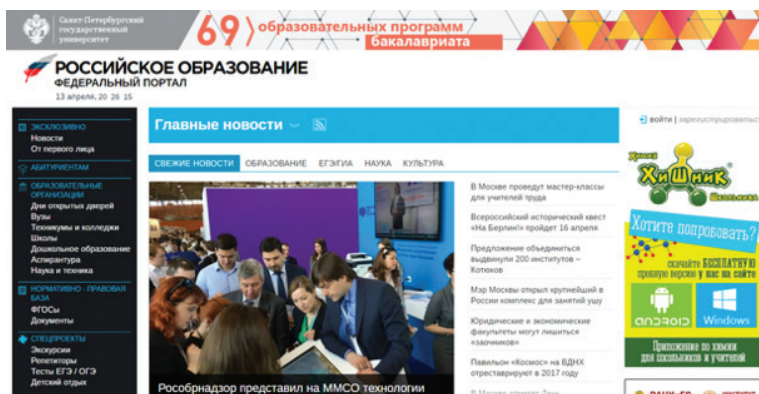 Санкт-Петербургский
государственный
университет
69
образовательных программ
бакалавриата
РОССИЙСКОЕ ОБРАЗОВАНИЕ
ФЕДЕРАЛЬНЫЙ ПОРТАЛ
13 апреля, 20 26 15
ЭКСКЛЮЗИВНО
Новости
От первого лица
АБИТУРИЕНТАМ
ОБРАЗОВАТЕЛЬНЫЕ
ОРГАНИЗАЦИИ
Дни открытых дверей
Вузы
Техникумы и колледжи
Школы
Дошкольное образование
Аспирантура
Наука и техника
НОРМАТИВНО - ПРАВОВАЯ
БАЗА
ФГОСы
Документы
СПЕЦПРОЕКТЫ
Экскурсии
Репетиторы
Тесты ЕГЭ / ОГЭ
Детский отдых
Главные новости
СВЕЖИЕ НОВОСТИ ОБРАЗОВАНИЕ ЕГЭ/ГИА НАУКА КУЛЬТУРА
Рособрнадзор представил на ММСО технологии
В Москве проведут мастер-классы
для учителей труда
Всероссийский исторический квест
«На Берлин!» пройдет 16 апреля
Предложение объединиться
выдвинули 200 институтов –
Котюков
Мэр Москвы открыл крупнейший в
России комплекс для занятий ушу
Юридические и экономические
факультеты могут лишиться
«заочников»
Павильон «Космос» на ВДНХ
отреставрируют в 2017 году
войти | зарегистрироваться
Химия
ХиШник
Школьника
Хотите попробовать?
скачайте БЕСПЛАТНУЮ
пробную версию у нас на сайте
android
Windows
Приложение по химии
для школьников и учителей